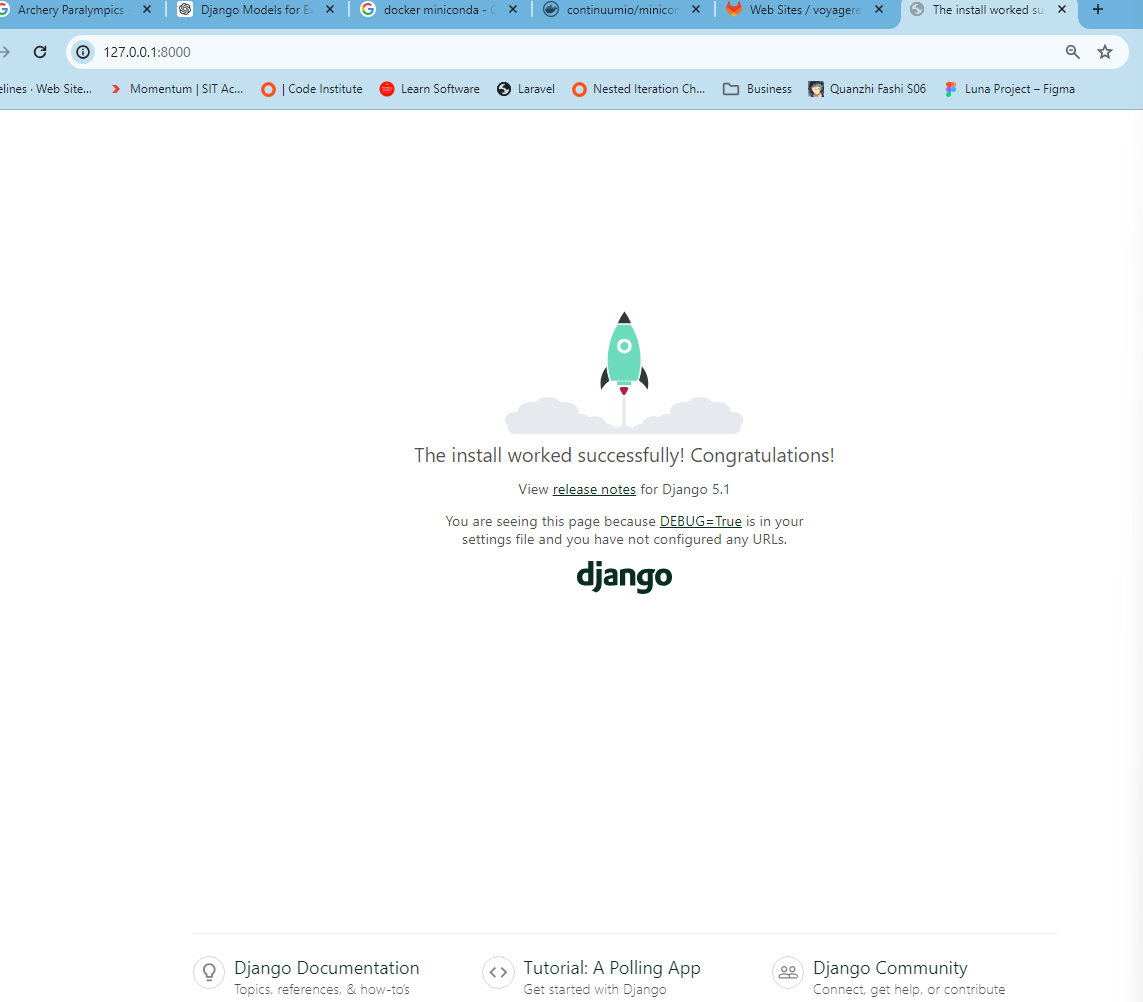 Archery Paralympics
Django Models for Ex
docker miniconda - G
continuumio/minicon
Web Sites / voyagere
The install worked su
127.0.0.1:8000
elines · Web Site...
Momentum | SIT Ac...
| Code Institute
Learn Software
Laravel
Nested Iteration Ch...
Business
Quanzhi Fashi S06
Luna Project – Figma
The install worked successfully! Congratulations!
View release notes for Django 5.1
You are seeing this page because DEBUG=True is in your
settings file and you have not configured any URLs.
django
Django Documentation
Topics, references, & how-to's
Tutorial: A Polling App
Get started with Django
Django Community
Connect, get help, or contribute